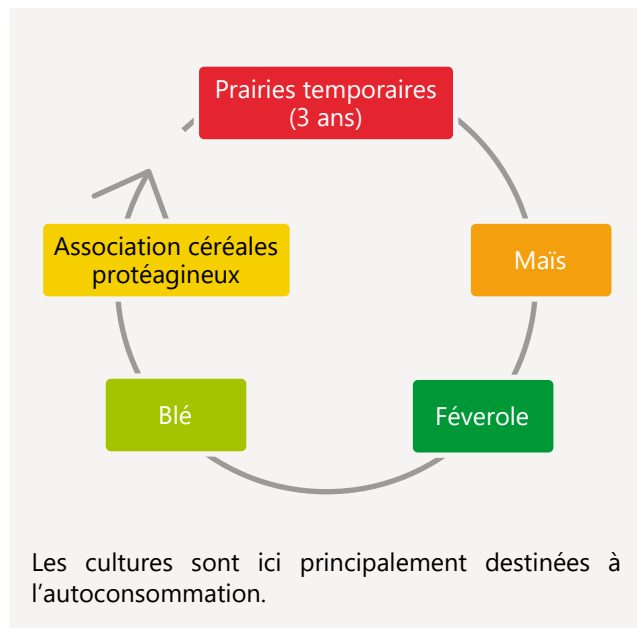 Prairies temporaires
(3 ans)
Maïs
Féverole
Blé
Association céréales
protéagineux
Les cultures sont ici principalement destinées à
l’autoconsommation.